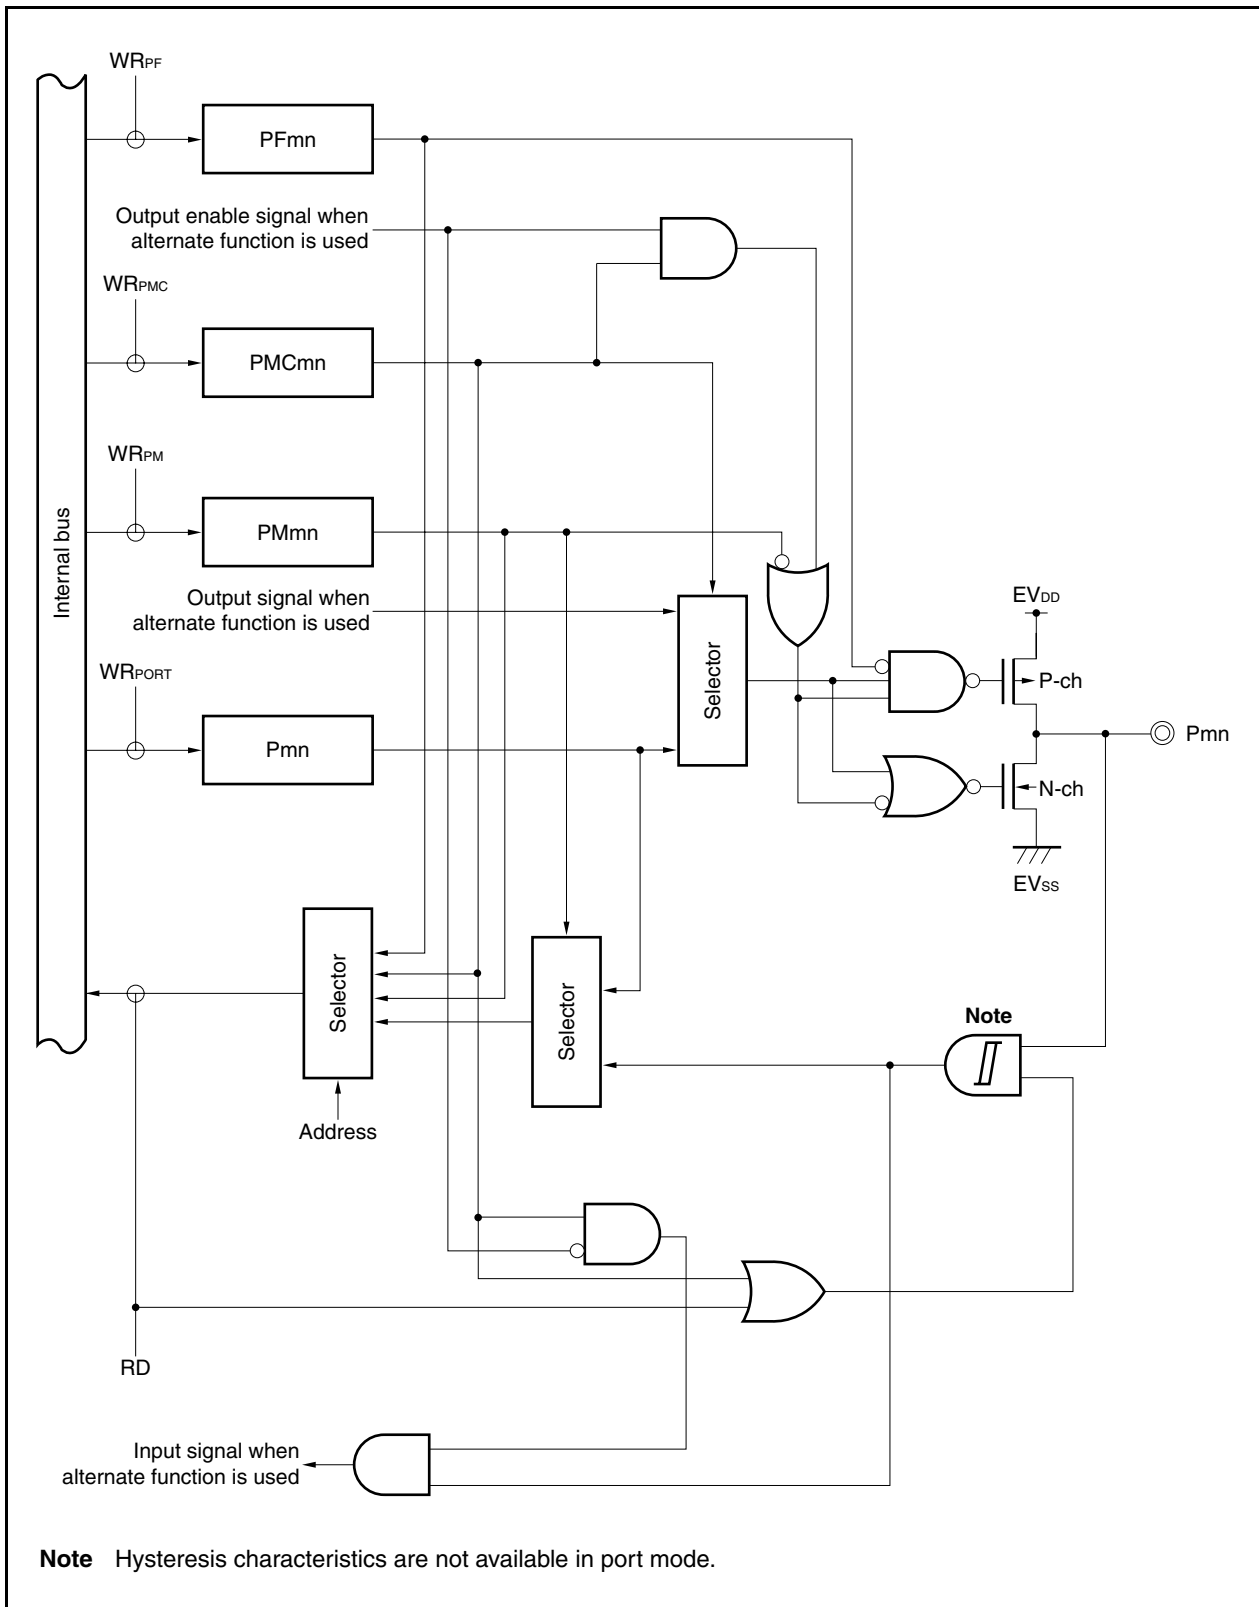 WRPF
PFmn
Output enable signal when
alternate function is used
WRPMC
PMCmn
WRPM
PMmn
Internal bus
Output signal when
alternate function is used
Selector
EVDD
P-ch
WRPORT
Pmn
Pmn
N-ch
EVSS
Selector
Selector
Note
Address
RD
Input signal when
alternate function is used
Note Hysteresis characteristics are not available in port mode.